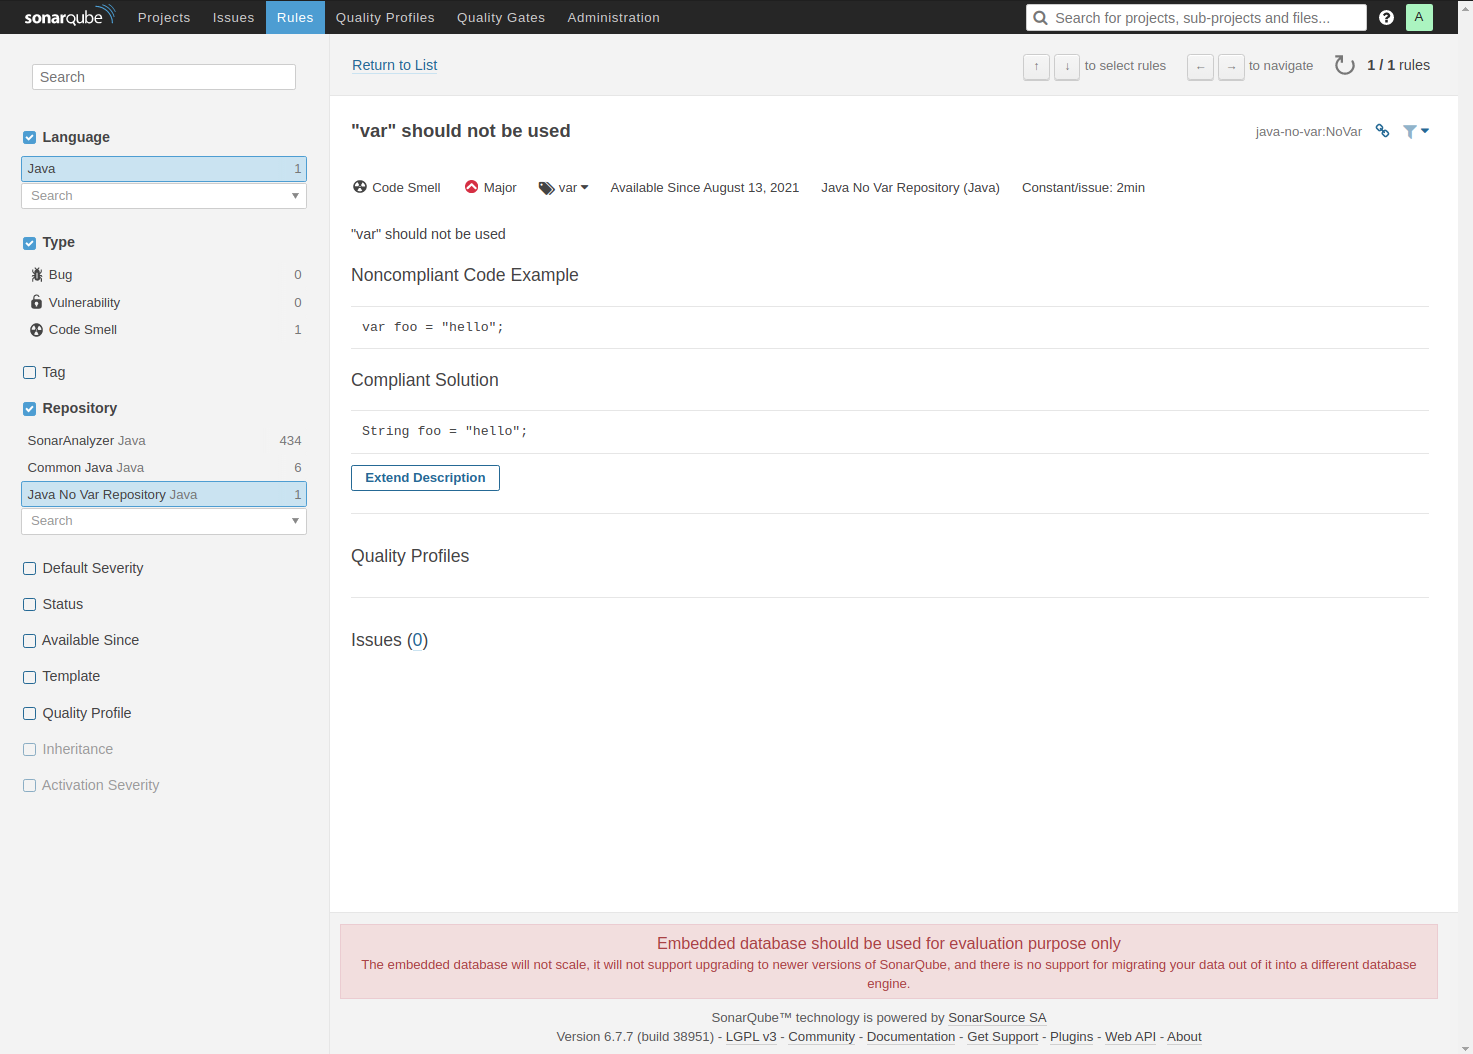 sonarqube Projects Issues Rules Quality Profiles Quality Gates Administration Search for projects, sub-projects and files... ? A
Search
Language
Java 1
Search
Type
Bug 0
Vulnerability 0
Code Smell 1
Tag
Repository
SonarAnalyzer Java 434
Common Java Java 6
Java No Var Repository Java 1
Search
Default Severity
Status
Available Since
Template
Quality Profile
Inheritance
Activation Severity
Return to List ↑ ↓ to select rules ← → to navigate 1 / 1 rules
"var" should not be used java-no-var:NoVar
Code Smell Major var Available Since August 13, 2021 Java No Var Repository (Java) Constant/issue: 2min
"var" should not be used
Noncompliant Code Example
var foo = "hello";
Compliant Solution
String foo = "hello";
Extend Description
Quality Profiles
Issues (0)
Embedded database should be used for evaluation purpose only
The embedded database will not scale, it will not support upgrading to newer versions of SonarQube, and there is no support for migrating your data out of it into a different database
engine.
SonarQube™ technology is powered by SonarSource SA
Version 6.7.7 (build 38951) - LGPL v3 - Community - Documentation - Get Support - Plugins - Web API - About